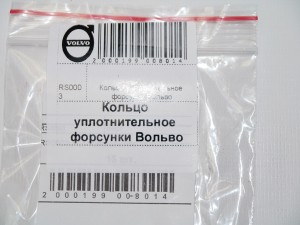 VOLVO
2 000199 008014
RS000
3
Кольцо
уплотнительное
форсунки Вольво
2 000199 008014